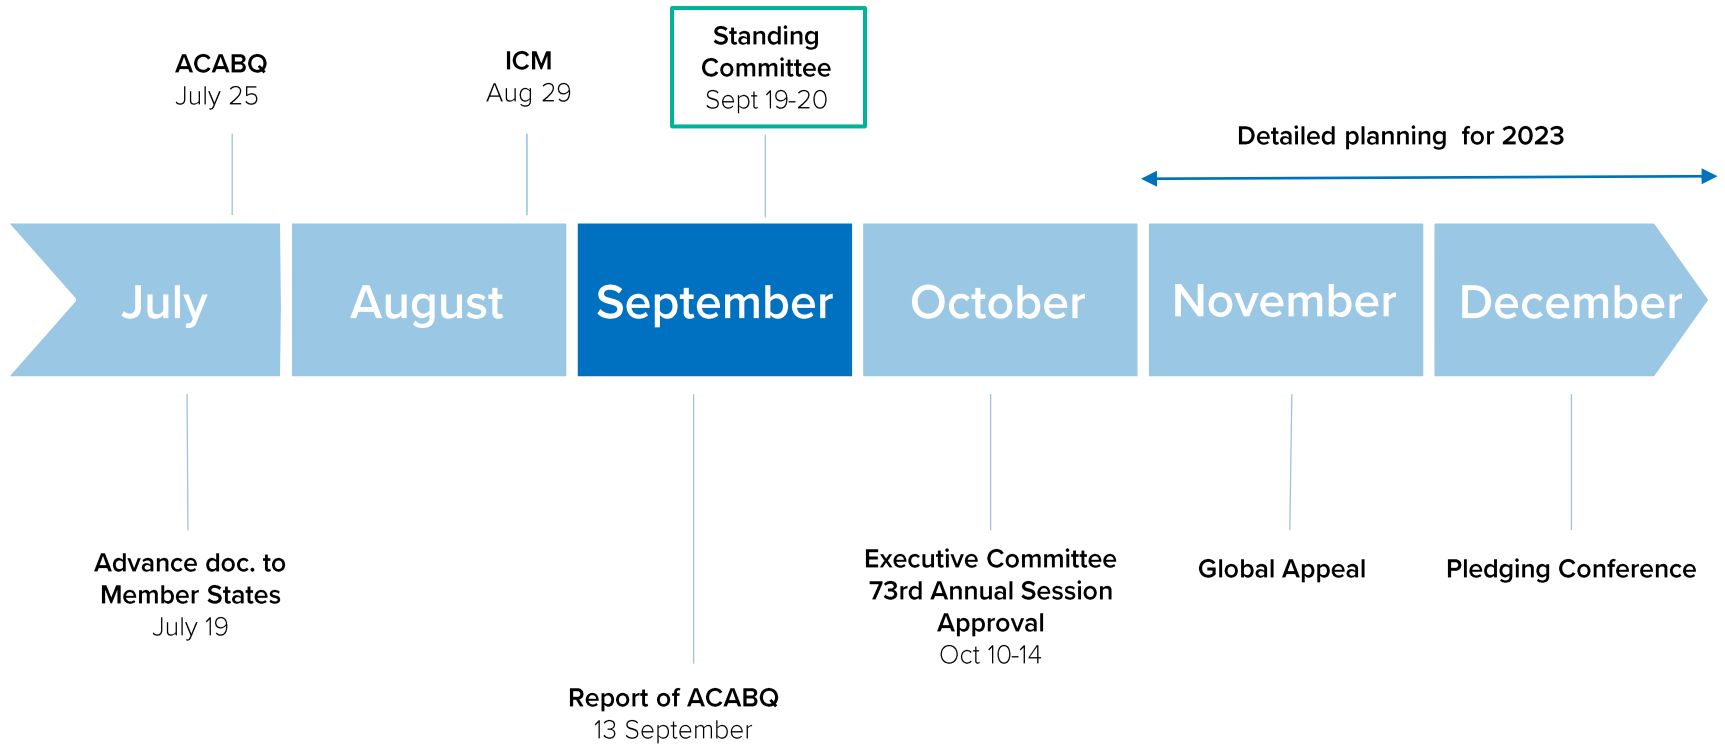 ACABQ
July 25
ICM
Aug 29
Standing
Committee
Sept 19-20
Detailed planning  for 2023
July
August
September
October
November
December
Advance doc. to
Member States
July 19
Report of ACABQ
13 September
Executive Committee
73rd Annual Session
Approval
Oct 10-14
Global Appeal
Pledging Conference